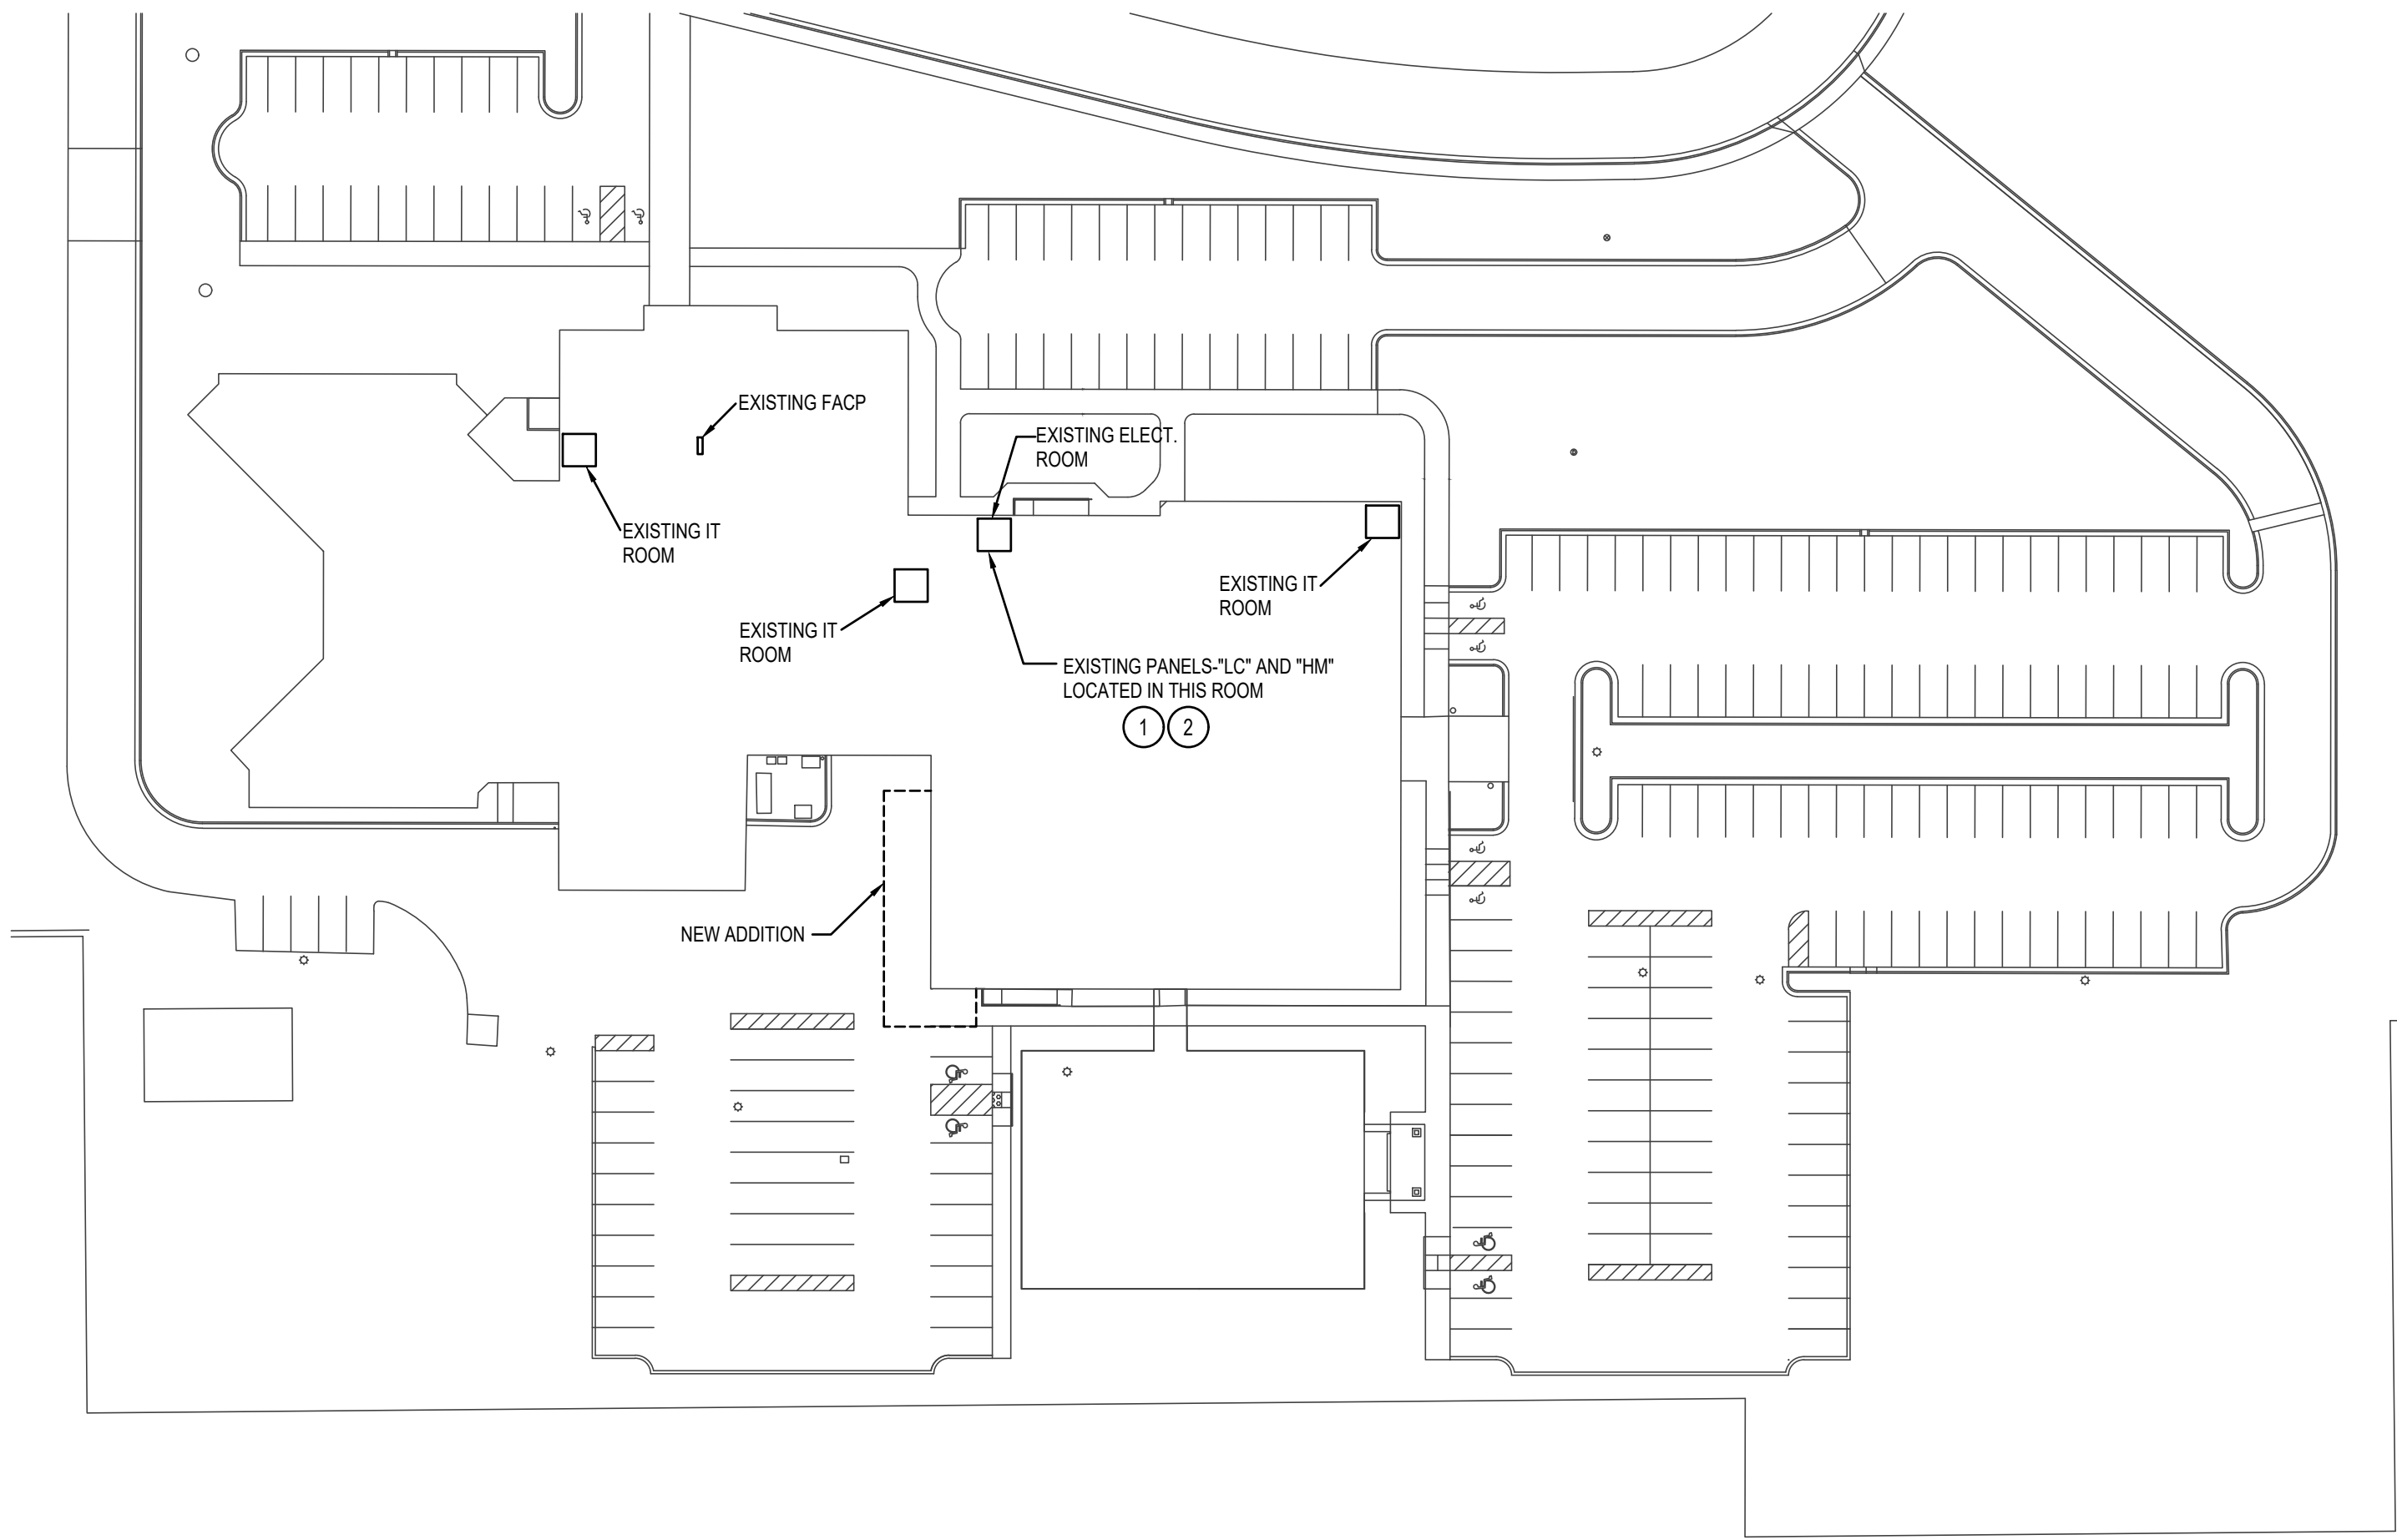 EXISTING FACP
EXISTING ELECT.
ROOM
EXISTING IT
ROOM
EXISTING IT
ROOM
EXISTING IT
ROOM
EXISTING PANELS-"LC" AND "HM"
LOCATED IN THIS ROOM
1 2
NEW ADDITION